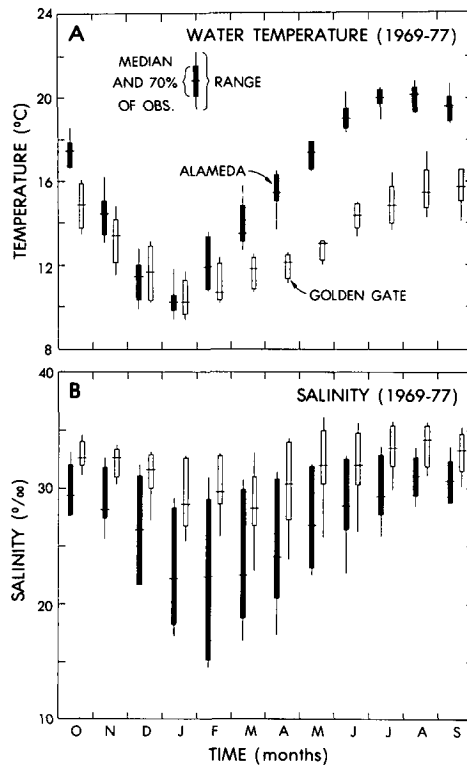 A WATER TEMPERATURE (1969-77)
24
20
16
12
8
TEMPERATURE (°C)
MEDIAN
AND 70%
OF OBS.
RANGE
ALAMEDA
GOLDEN GATE
B SALINITY (1969-77)
40
30
20
10
SALINITY (°/oo)
O N D J F M A M J J A S
TIME (months)